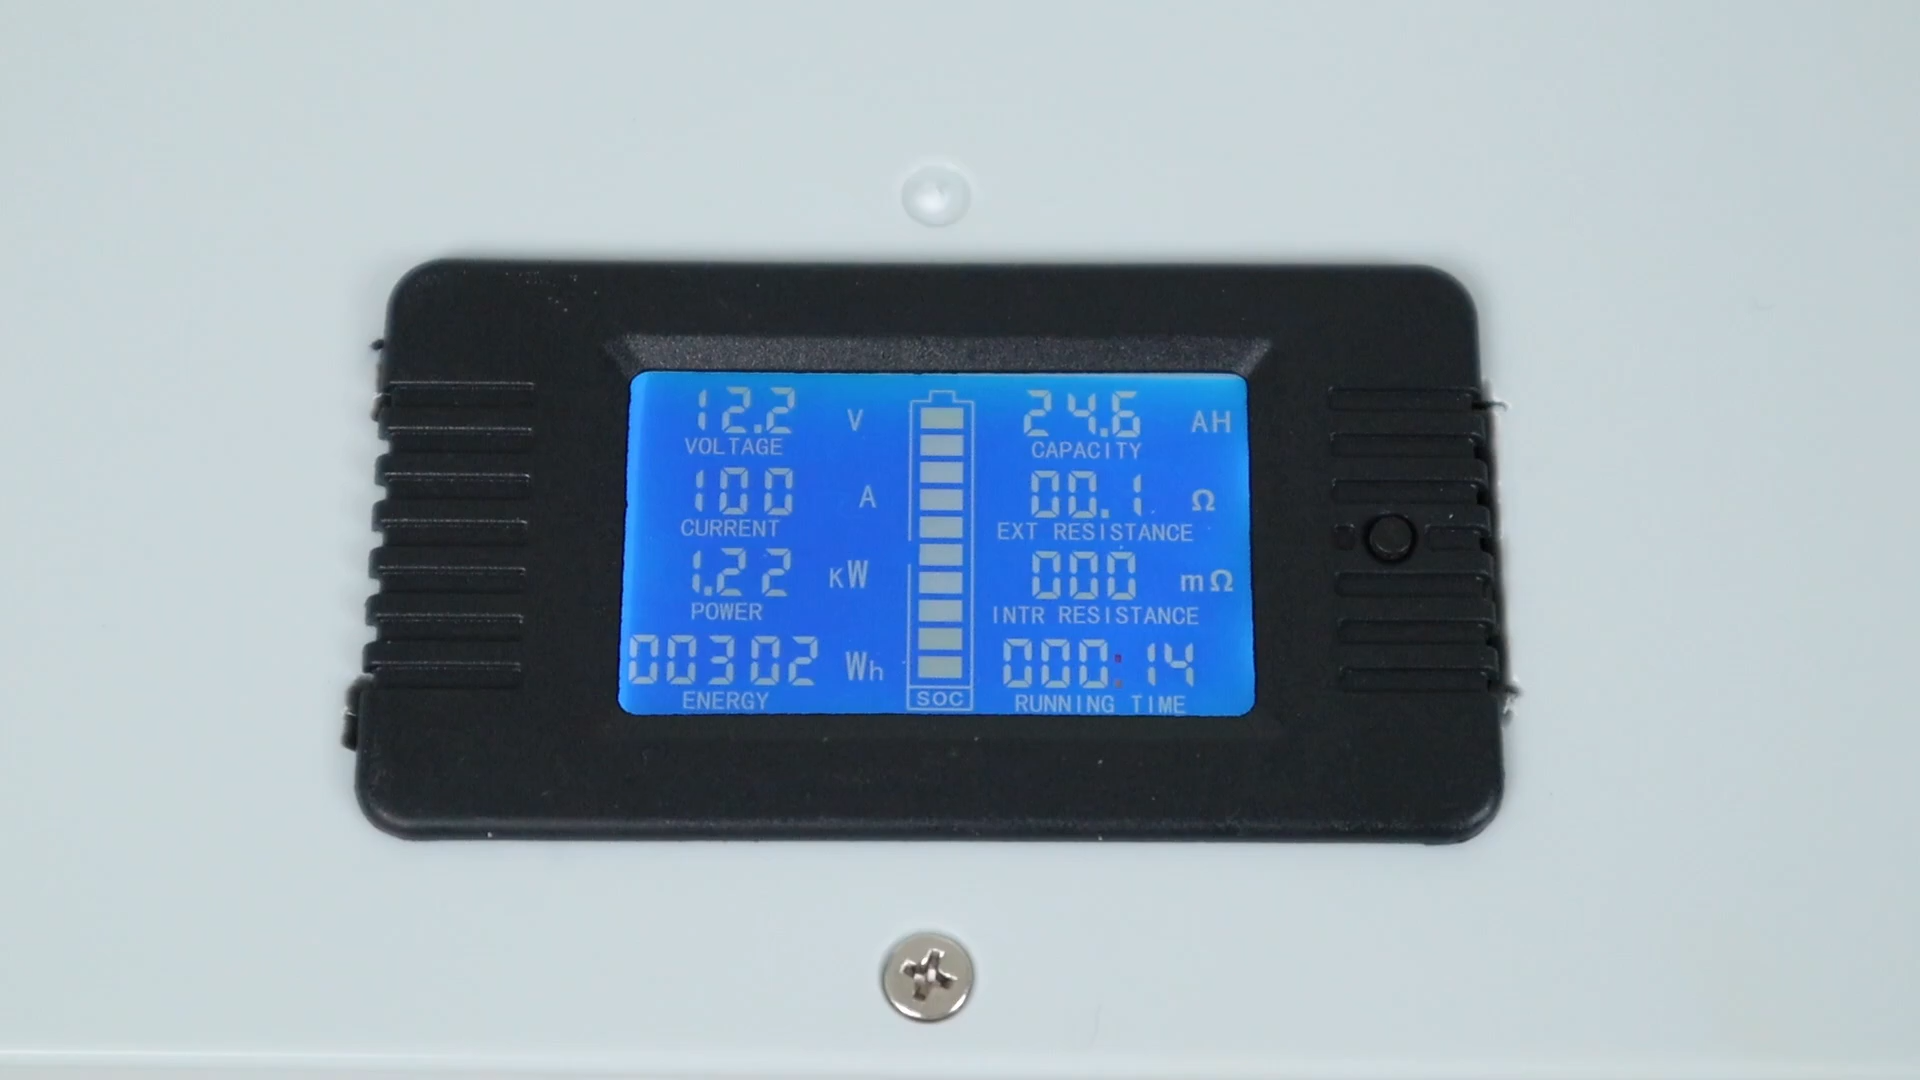 12.2 V
VOLTAGE
100 A
CURRENT
1.22 KW
POWER
00302 Wh
ENERGY
SOC
24.6 AH
CAPACITY
00.1 Ω
EXT RESISTANCE
000 mΩ
INTR RESISTANCE
000:14
RUNNING TIME